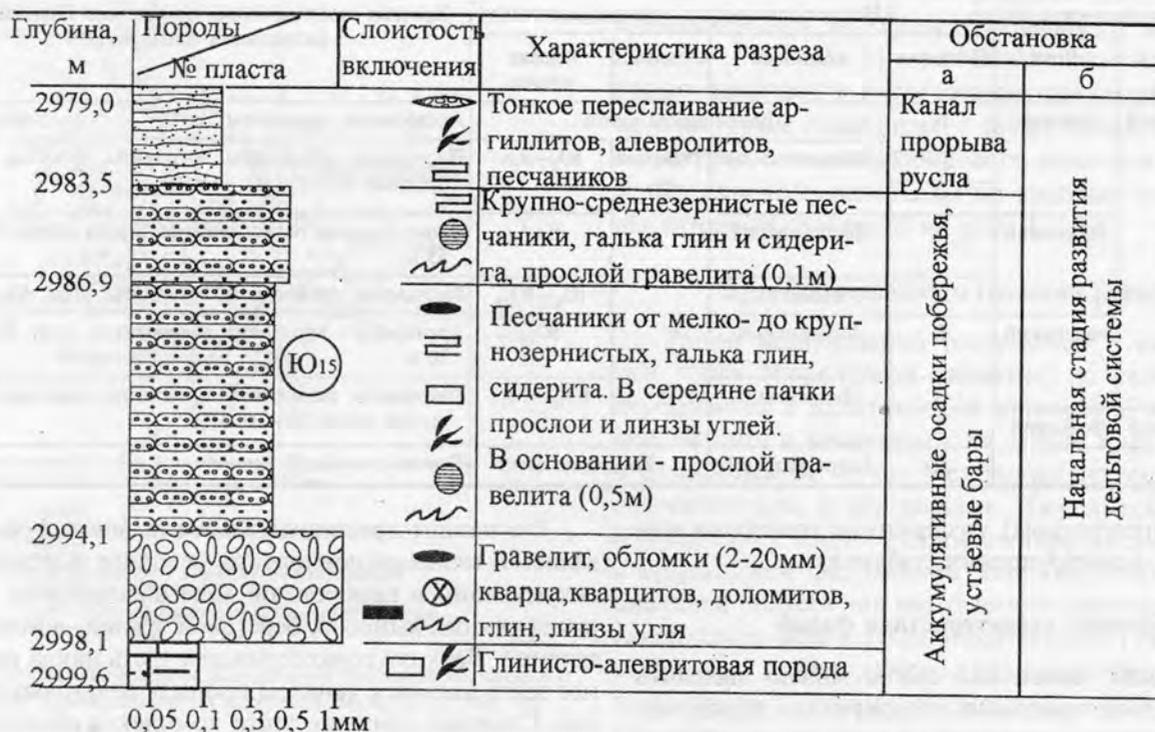 Глубина, м
Породы
№ пласта
Слоистость
включения
Характеристика разреза
Обстановка
а
б
2979,0
2983,5
2986,9
2994,1
2998,1
2999,6
Ю15
0,05 0,1 0,3 0,5 1мм
Тонкое переслаивание ар-
гиллитов, алевролитов,
песчаников
Крупно-среднезернистые пес-
чаники, галька глин и сидери-
та, прослой гравелита (0,1м)
Песчаники от мелко- до круп-
нозернистых, галька глин,
сидерита. В середине пачки
прослои и линзы углей.
В основании - прослой гра-
велита (0,5м)
Гравелит, обломки (2-20мм)
кварца,кварцитов, доломитов,
глин, линзы угля
Глинисто-алевритовая порода
Канал
прорыва
русла
Аккумулятивные осадки побережья,
устьевые бары
Начальная стадия развития
дельтовой системы